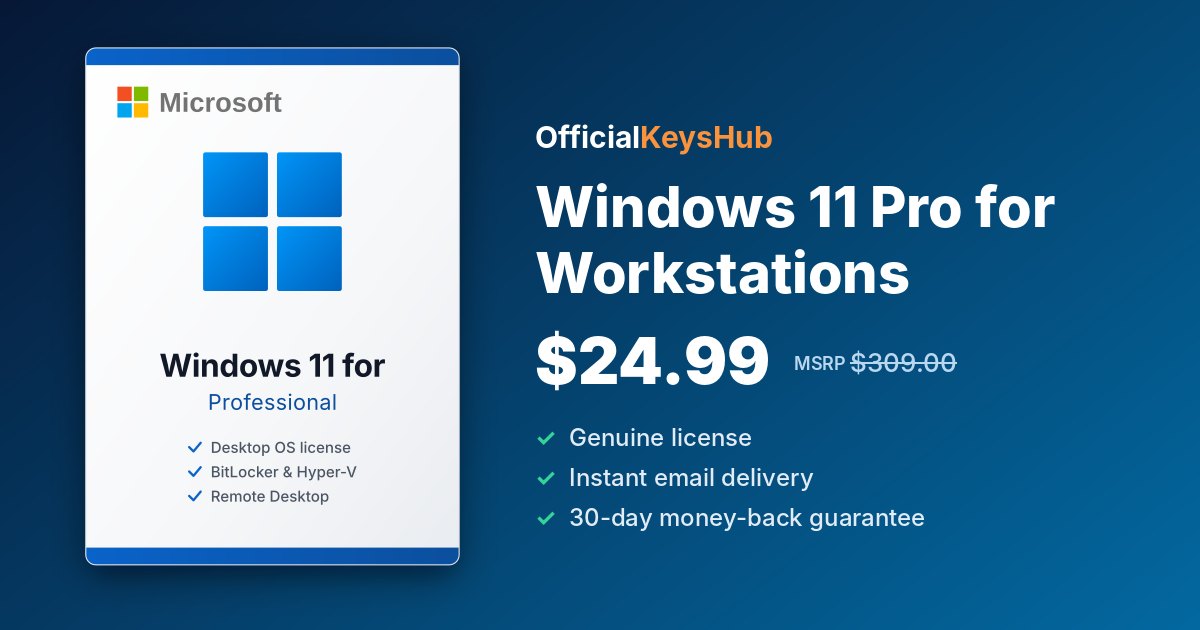 Microsoft
Windows 11 for
Professional
Desktop OS license
BitLocker & Hyper-V
Remote Desktop
OfficialKeysHub
Windows 11 Pro for
Workstations
$24.99 MSRP $309.00
Genuine license
Instant email delivery
30-day money-back guarantee